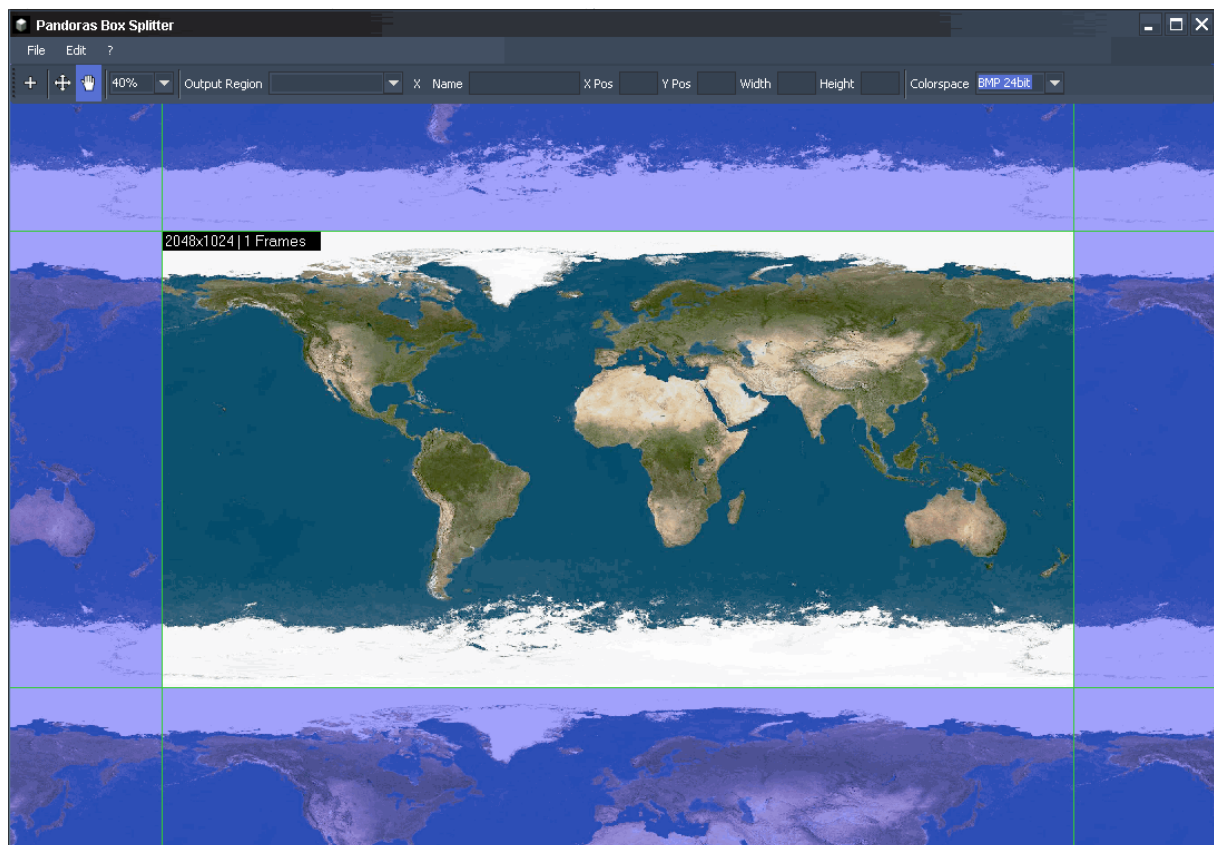 Pandoras Box Splitter
File Edit ?
40% Output Region X Name X Pos Y Pos Width Height Colorspace BMP 24bit
2048x1024 | 1 Frames